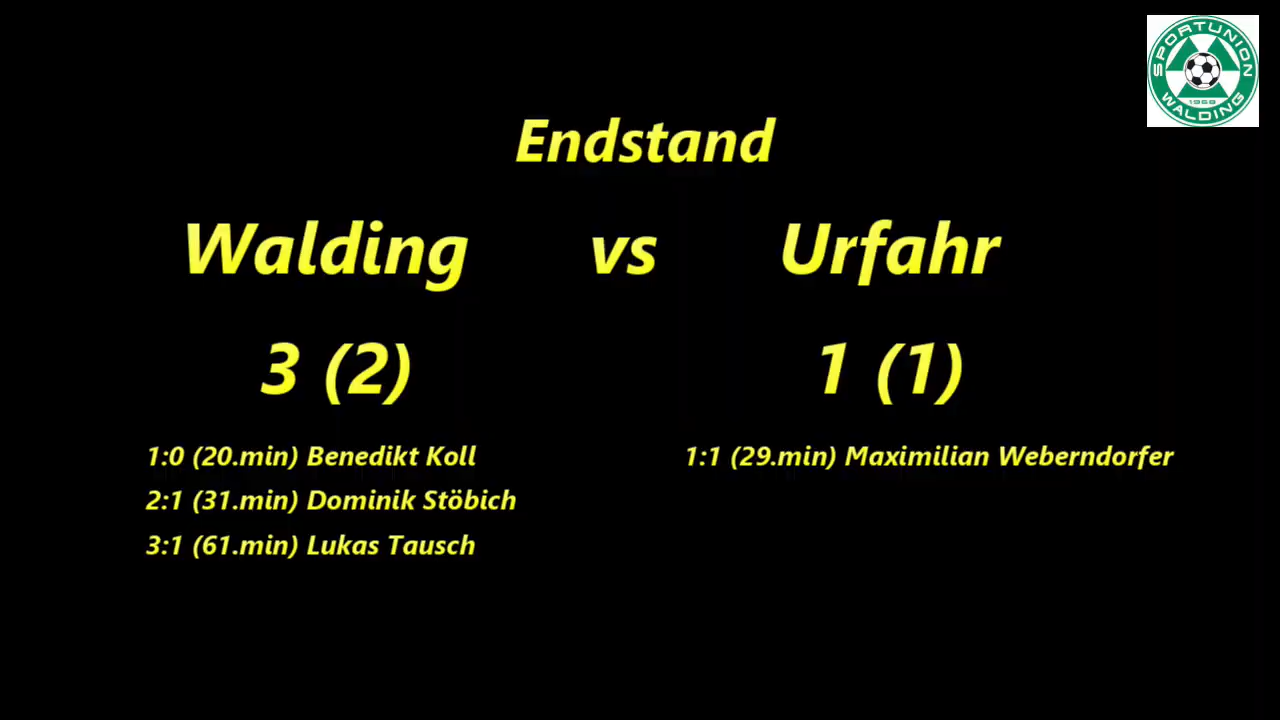 SPORTUNION
1958
WALDING
Endstand
Walding vs Urfahr
3 (2) 1 (1)
1:0 (20.min) Benedikt Koll 1:1 (29.min) Maximilian Weberndorfer
2:1 (31.min) Dominik Stöbich
3:1 (61.min) Lukas Tausch